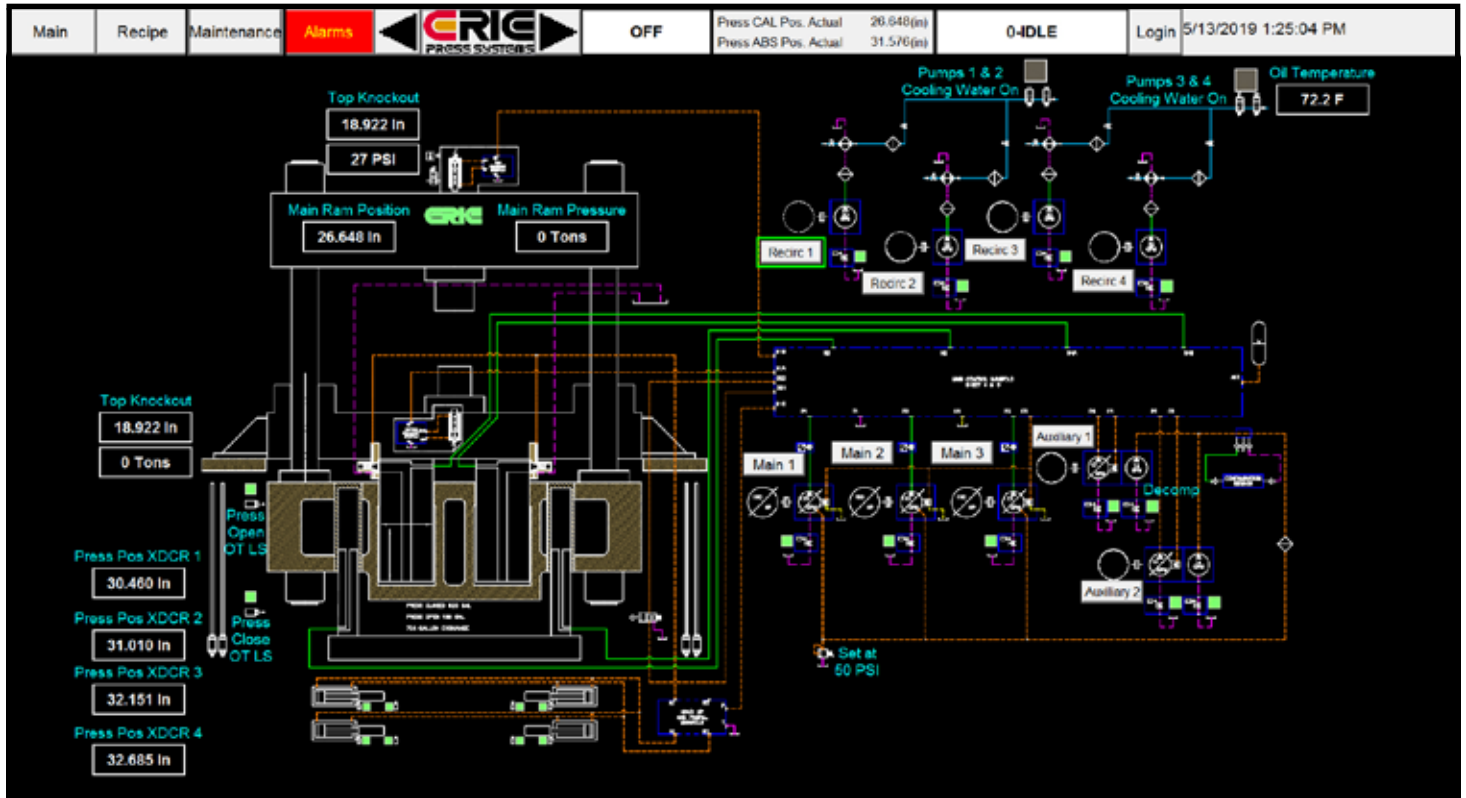 Main
Recipe
Maintenance
Alarms
ERIE
PRESS SYSTEMS
OFF
Press CAL Pos. Actual 26.648(in)
Press ABS Pos. Actual 31.576(in)
0-IDLE
Login
5/13/2019 1:25:04 PM
Pumps 1 & 2
Cooling Water On
Pumps 3 & 4
Cooling Water On
Oil Temperature
72.2 F
Top Knockout
18.922 In
27 PSI
Main Ram Position
26.648 In
ERIE
Main Ram Pressure
0 Tons
Recirc 1
Recirc 2
Recirc 3
Recirc 4
Top Knockout
18.922 In
0 Tons
Main 1
Main 2
Main 3
Auxiliary 1
Decomp
Auxiliary 2
Press
Open
OT LS
Press Pos XDCR 1
30.460 In
Press Pos XDCR 2
31.010 In
Press
Close
OT LS
Press Pos XDCR 3
32.151 In
Press Pos XDCR 4
32.685 In
Set at
50 PSI